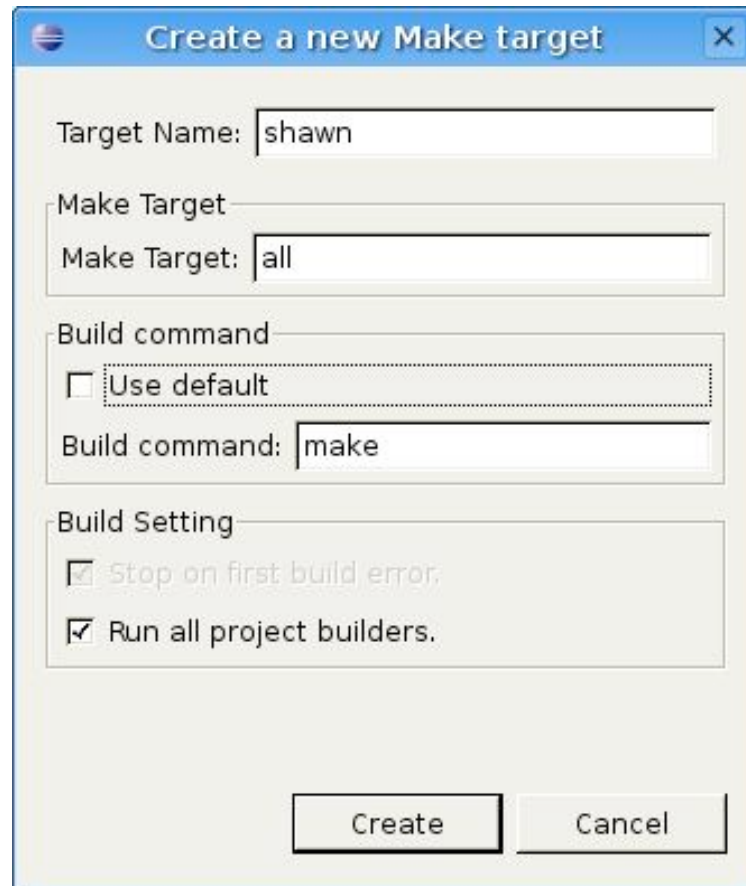 Create a new Make target
Target Name: shawn
Make Target
Make Target: all
Build command
Use default
Build command: make
Build Setting
Stop on first build error.
Run all project builders.
Create Cancel